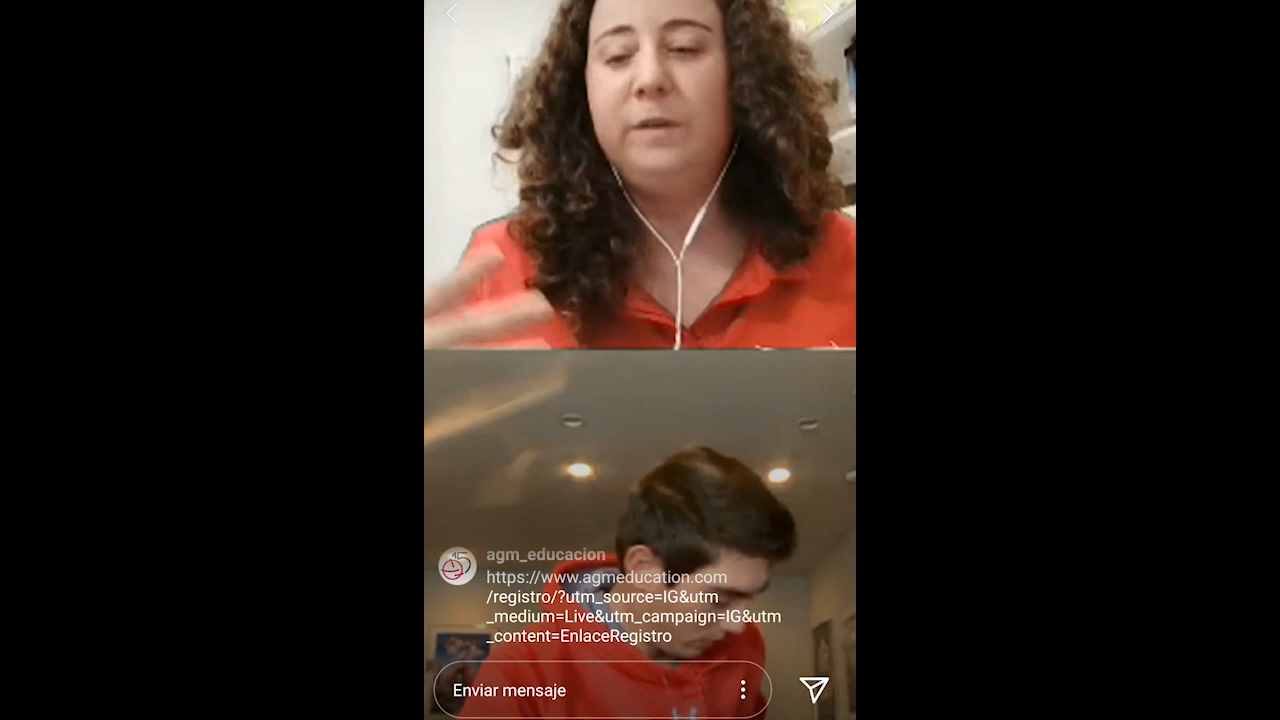 agm_educacion
https://www.agmeducation.com
/registro/?utm_source=IG&utm
_medium=Live&utm_campaign=IG&utm
_content=EnlaceRegistro
Enviar mensaje